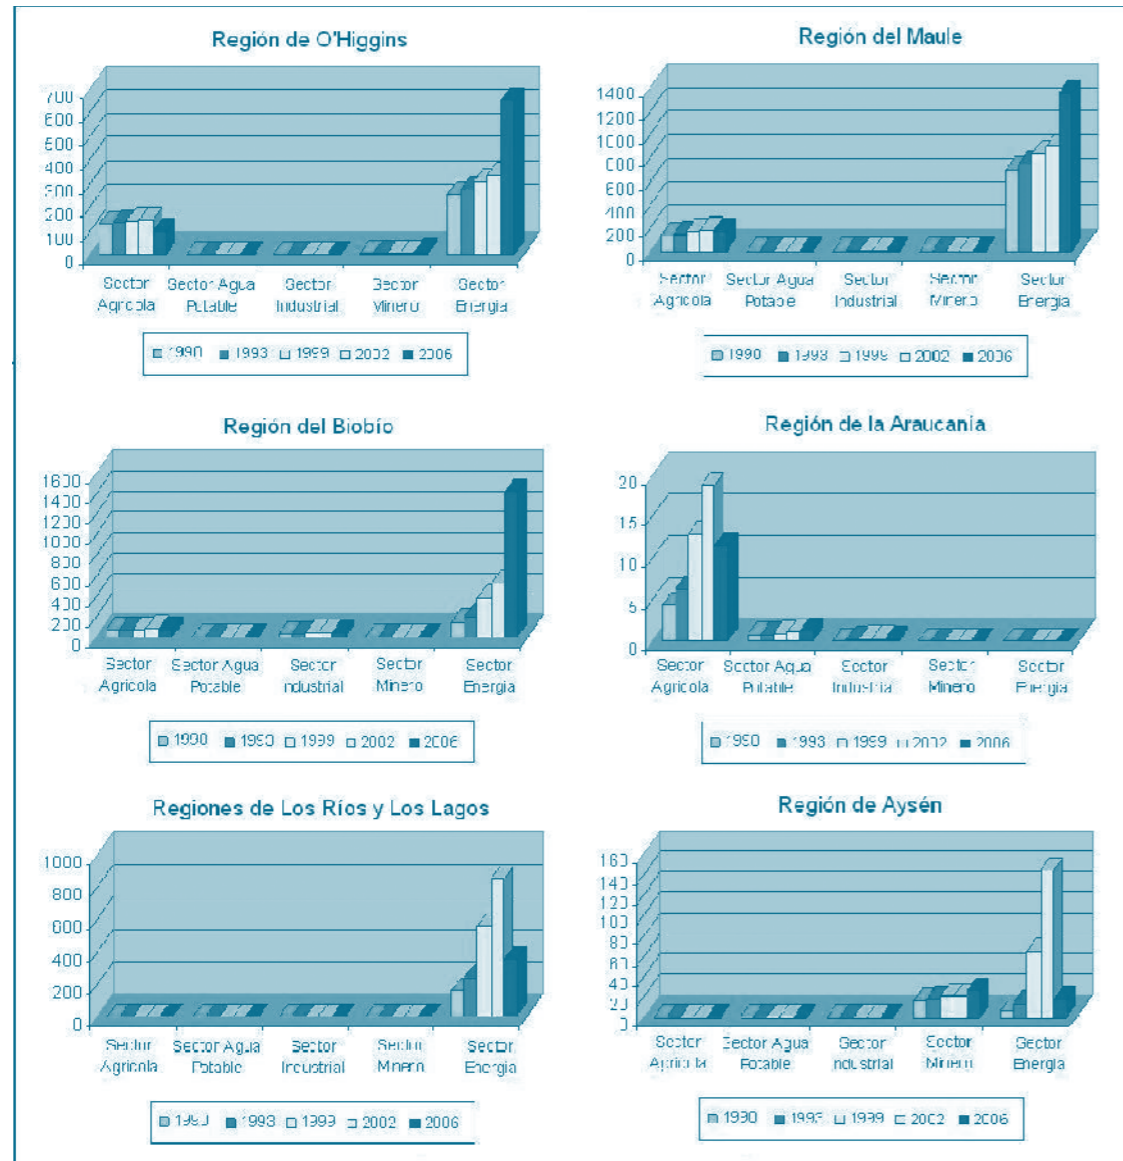 Región de O'Higgins
700
600
500
400
300
200
100
0
Sector Agrícola
Sector Agua Potable
Sector Industrial
Sector Minero
Sector Energía
1990 1993 1999 2002 2006
Región del Maule
1400
1200
1000
800
600
400
200
0
Sector Agrícola
Sector Agua Potable
Sector Industrial
Sector Minero
Sector Energía
1990 1993 1999 2002 2006
Región del Biobío
1600
1400
1200
1000
800
600
400
200
0
Sector Agrícola
Sector Agua Potable
Sector Industrial
Sector Minero
Sector Energía
1990 1993 1999 2002 2006
Región de la Araucanía
20
15
10
5
0
Sector Agrícola
Sector Agua Potable
Sector Industrial
Sector Minero
Sector Energía
1990 1993 1999 2002 2006
Regiones de Los Ríos y Los Lagos
1000
800
600
400
200
0
Sector Agrícola
Sector Agua Potable
Sector Industrial
Sector Minero
Sector Energía
1990 1993 1999 2002 2006
Región de Aysén
160
140
120
100
80
60
40
20
0
Sector Agrícola
Sector Agua Potable
Sector Industrial
Sector Minero
Sector Energía
1990 1993 1999 2002 2006